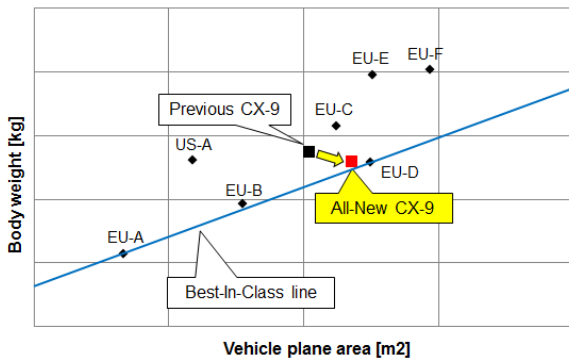 EU-E
EU-F
Previous CX-9
EU-C
US-A
EU-D
EU-B
All-New CX-9
EU-A
Best-In-Class line
Body weight [kg]
Vehicle plane area [m2]